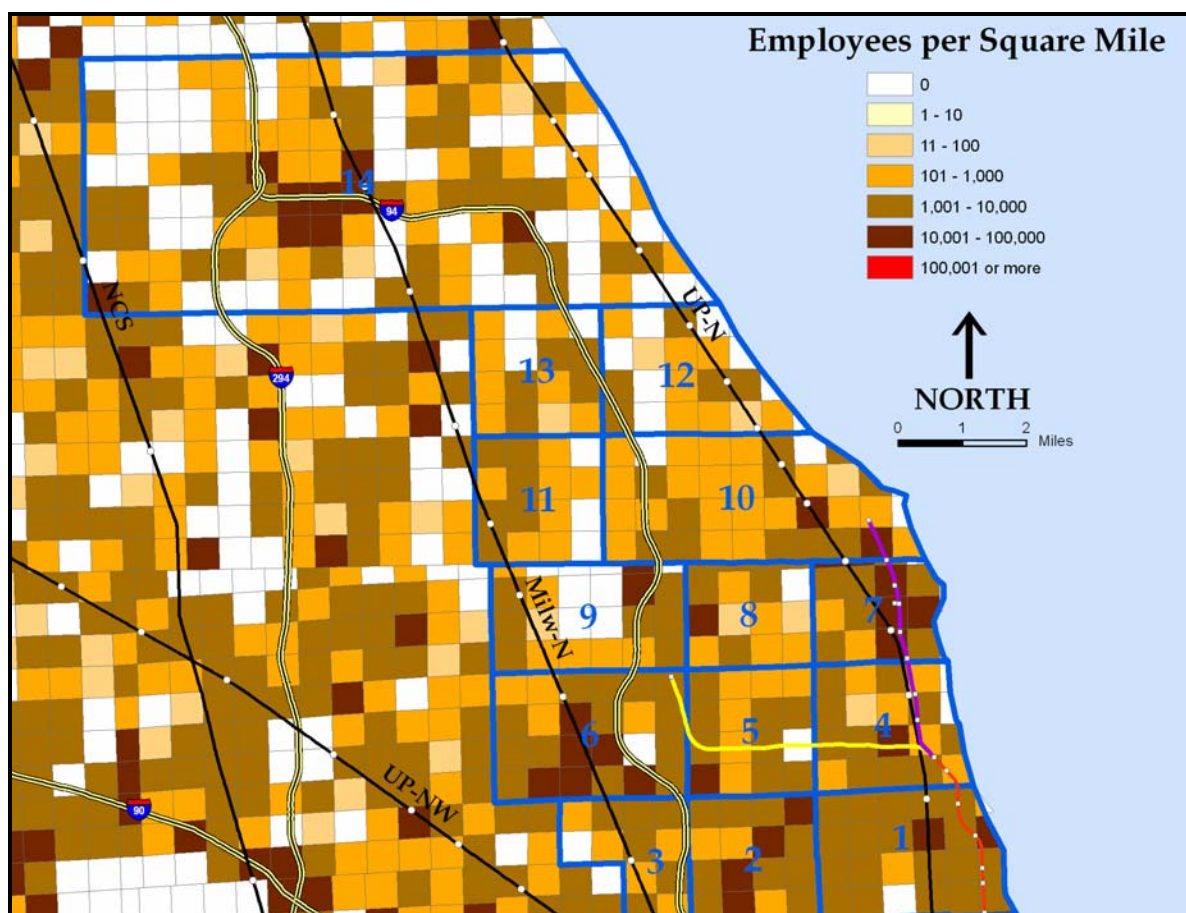 Employees per Square Mile
0
1 - 10
11 - 100
101 - 1,000
1,001 - 10,000
10,001 - 100,000
100,001 or more
NORTH
0 1 2 Miles
14
94
NCS
UP-N
294
13
12
11
10
Milw-N
9
8
7
6
5
4
UP-NW
90
3
2
1